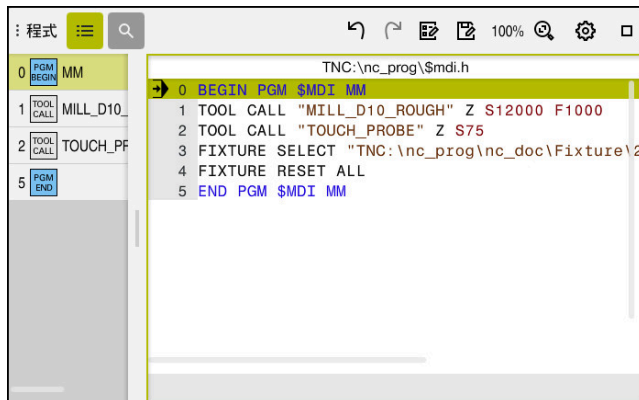 程式
100%
0 PGM BEGIN MM
1 TOOL CALL MILL_D10_
2 TOOL CALL TOUCH_PF
5 PGM END
TNC:\nc_prog\$mdi.h
0 BEGIN PGM $MDI MM
1 TOOL CALL "MILL_D10_ROUGH" Z S12000 F1000
2 TOOL CALL "TOUCH_PROBE" Z S75
3 FIXTURE SELECT "TNC:\nc_prog\nc_doc\Fixture\2
4 FIXTURE RESET ALL
5 END PGM $MDI MM